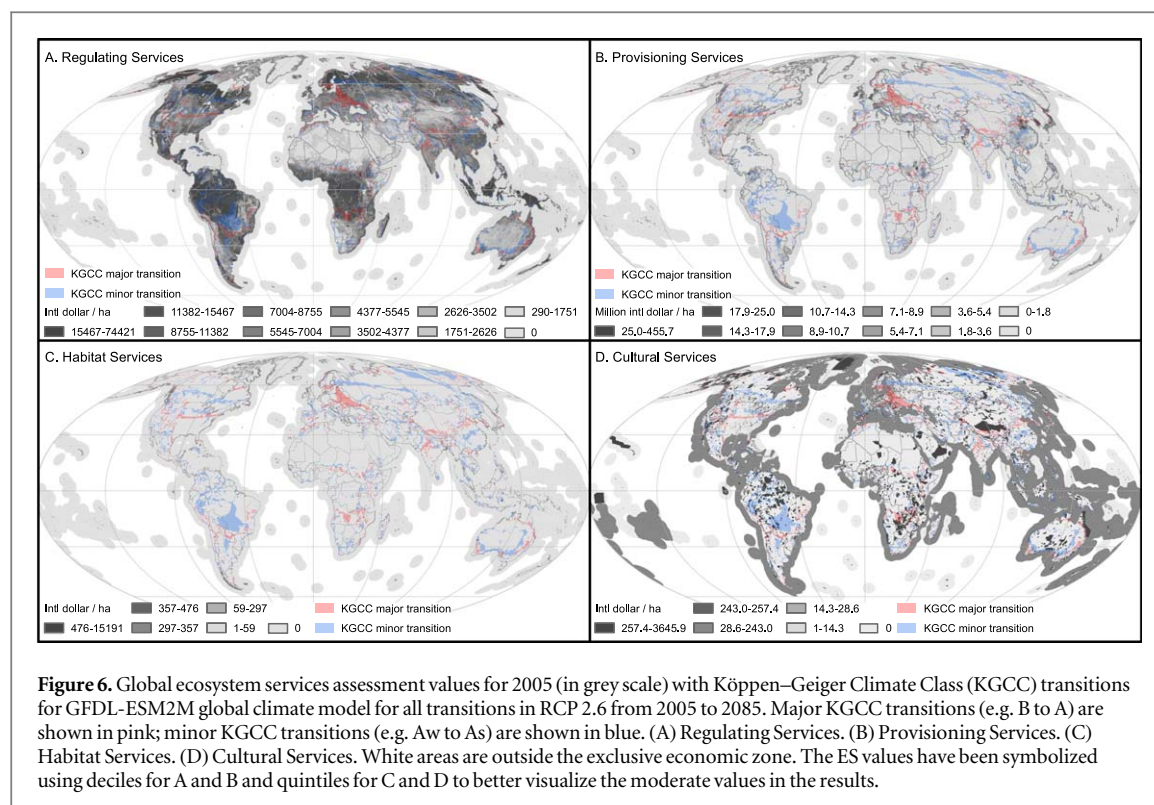 A. Regulating Services
KGCC major transition
KGCC minor transition
Intl dollar / ha
11382-15467
7004-8755
4377-5545
2626-3502
290-1751
15467-74421
8755-11382
5545-7004
3502-4377
1751-2626
0
B. Provisioning Services
KGCC major transition
KGCC minor transition
Million intl dollar / ha
17.9-25.0
10.7-14.3
7.1-8.9
3.6-5.4
0-1.8
25.0-455.7
14.3-17.9
8.9-10.7
5.4-7.1
1.8-3.6
0
C. Habitat Services
Intl dollar / ha
357-476
59-297
KGCC major transition
476-15191
297-357
1-59
0
KGCC minor transition
D. Cultural Services
Intl dollar / ha
243.0-257.4
14.3-28.6
KGCC major transition
257.4-3645.9
28.6-243.0
1-14.3
0
KGCC minor transition
Figure 6. Global ecosystem services assessment values for 2005 (in grey scale) with Köppen–Geiger Climate Class (KGCC) transitions
for GFDL-ESM2M global climate model for all transitions in RCP 2.6 from 2005 to 2085. Major KGCC transitions (e.g. B to A) are
shown in pink; minor KGCC transitions (e.g. Aw to As) are shown in blue. (A) Regulating Services. (B) Provisioning Services. (C)
Habitat Services. (D) Cultural Services. White areas are outside the exclusive economic zone. The ES values have been symbolized
using deciles for A and B and quintiles for C and D to better visualize the moderate values in the results.